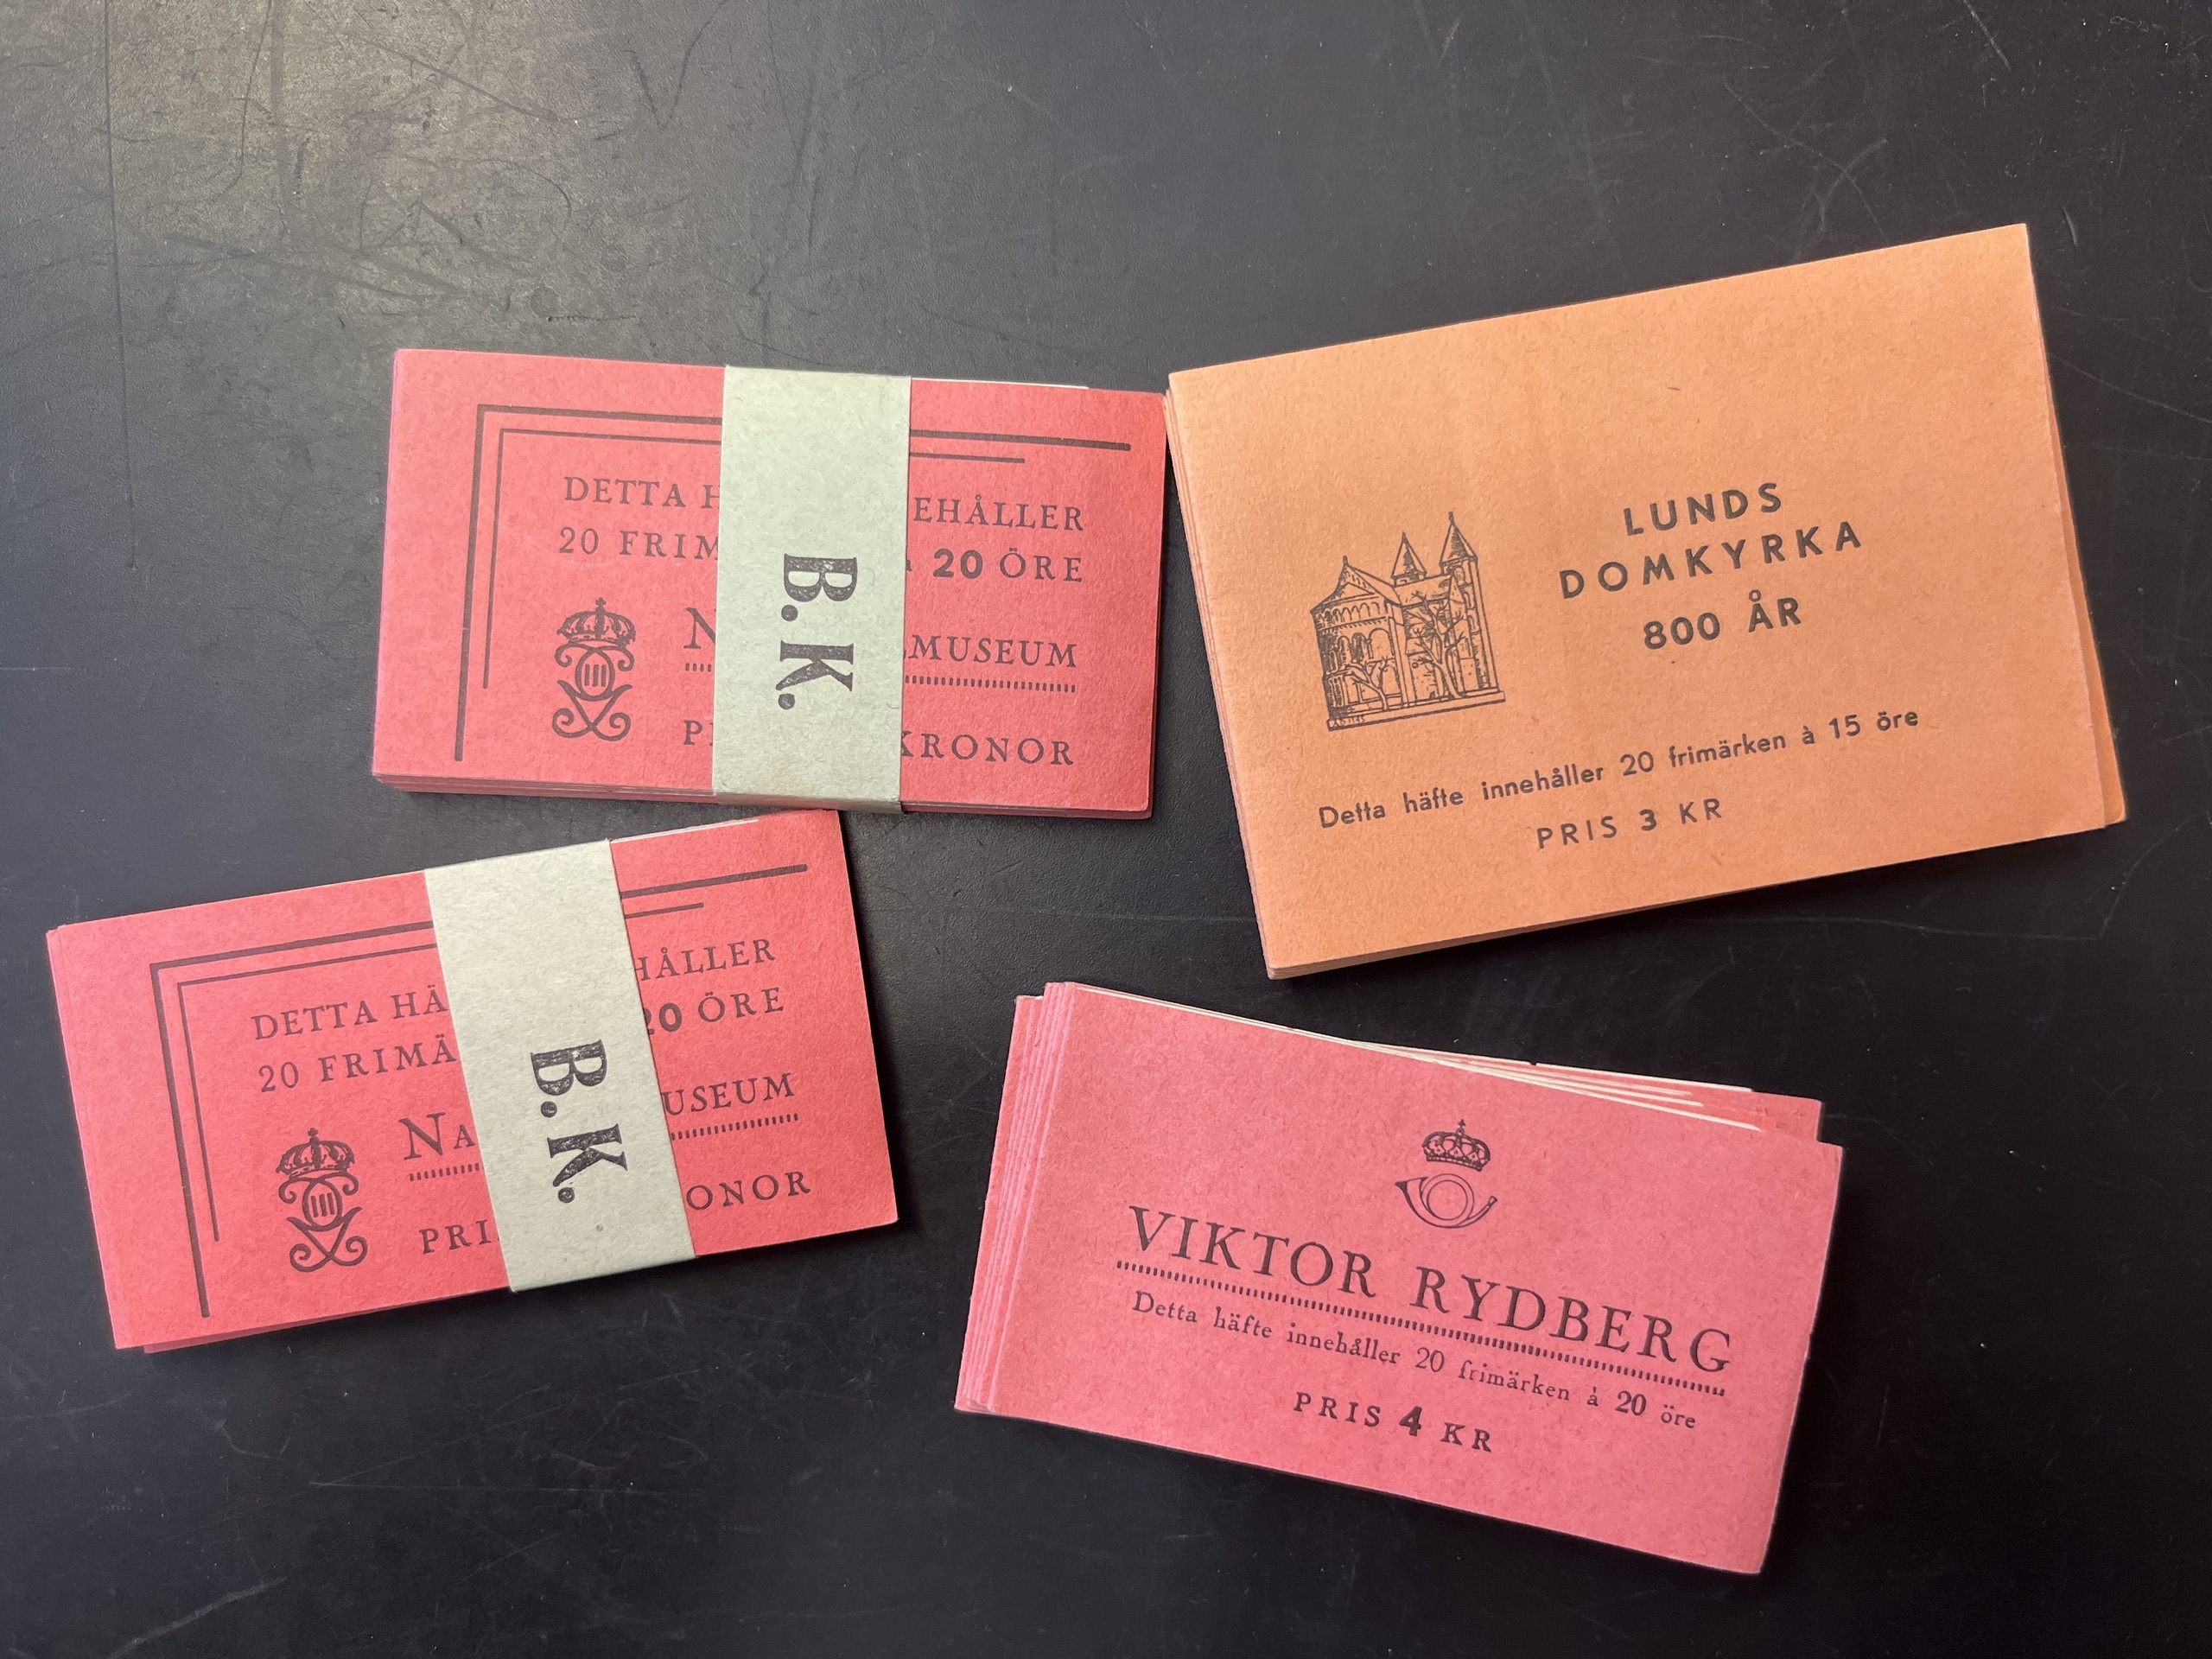 DETTA H EHÅLLER
20 FRIM 20 ÖRE
MUSEUM
KRONOR
B.K.
LUNDS
DOMKYRKA
800 ÅR
Detta häfte innehåller 20 frimärken à 15 öre
PRIS 3 KR
DETTA HÄ HÅLLER
20 FRIMÄ 20 ÖRE
NA USEUM
PRI ONOR
B.K.
VIKTOR RYDBERG
Detta häfte innehåller 20 frimärken à 20 öre
PRIS 4 KR